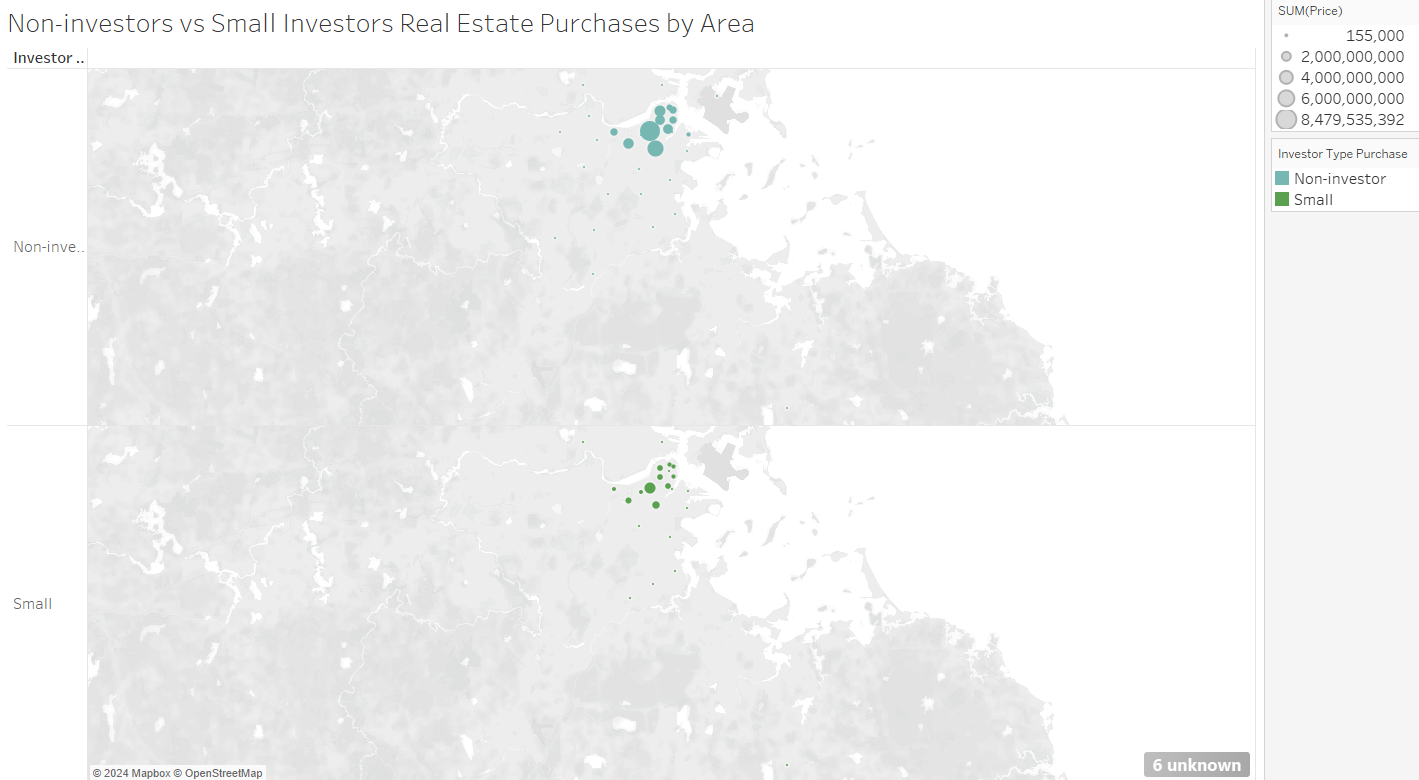 Non-investors vs Small Investors Real Estate Purchases by Area
Investor ..
Non-inve..
Small
© 2024 Mapbox © OpenStreetMap
6 unknown
SUM(Price)
155,000
2,000,000,000
4,000,000,000
6,000,000,000
8,479,535,392
Investor Type Purchase
Non-investor
Small